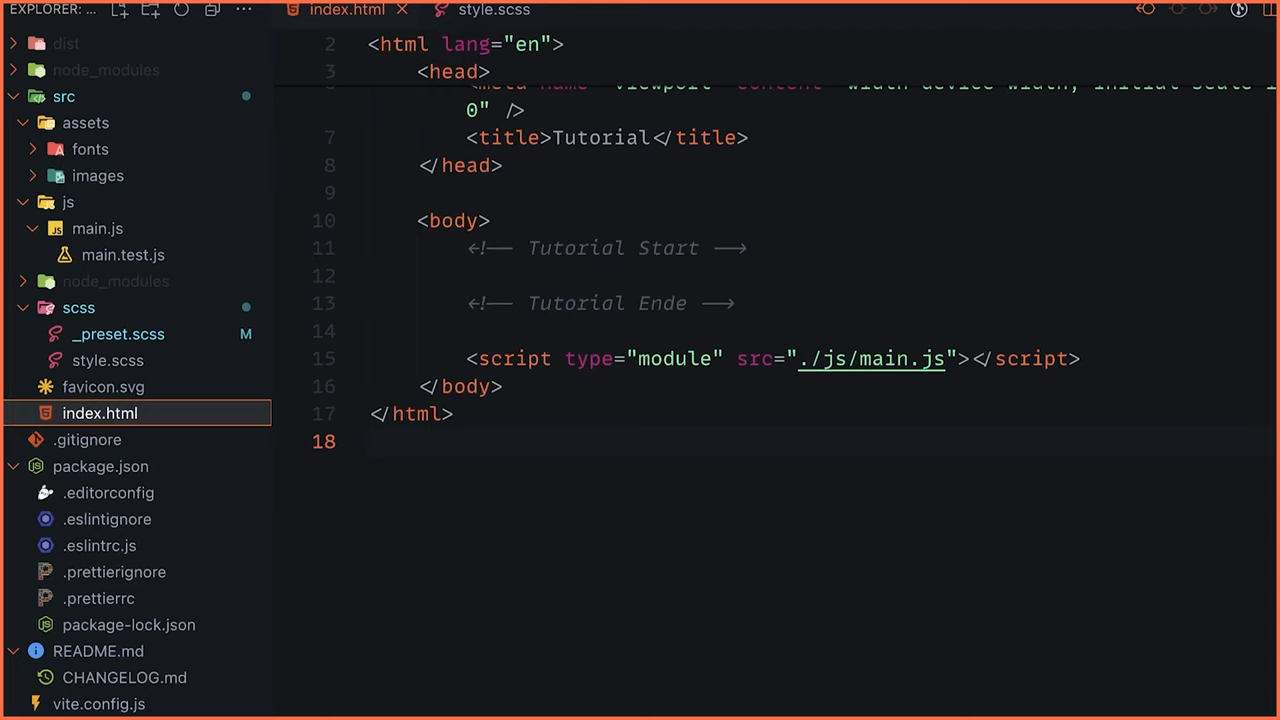 EXPLORER: ...
dist
node_modules
src
assets
fonts
images
js
main.js
main.test.js
node_modules
scss
_preset.scss M
style.scss
favicon.svg
index.html
.gitignore
package.json
.editorconfig
.eslintignore
.eslintrc.js
.prettierignore
.prettierrc
package-lock.json
README.md
CHANGELOG.md
vite.config.js
index.html
style.scss
2 <html lang="en">
3 <head>
0" />
7 <title>Tutorial</title>
8 </head>
9
10 <body>
11 <!-- Tutorial Start -->
12
13 <!-- Tutorial Ende -->
14
15 <script type="module" src="./js/main.js"></script>
16 </body>
17 </html>
18